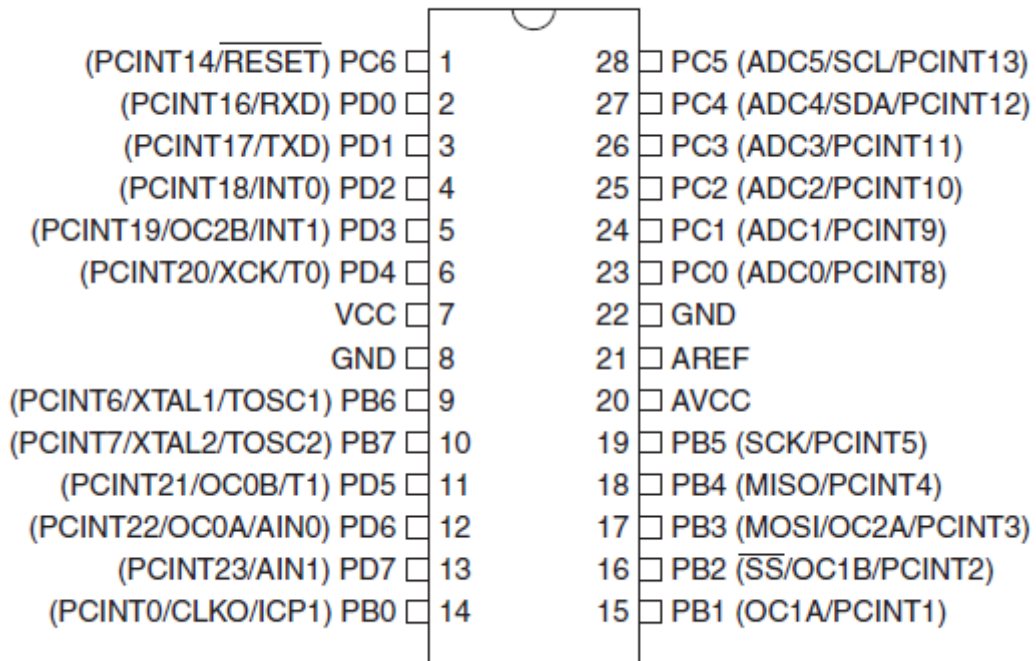 (PCINT14/RESET) PC6 1 28 PC5 (ADC5/SCL/PCINT13)
(PCINT16/RXD) PD0 2 27 PC4 (ADC4/SDA/PCINT12)
(PCINT17/TXD) PD1 3 26 PC3 (ADC3/PCINT11)
(PCINT18/INT0) PD2 4 25 PC2 (ADC2/PCINT10)
(PCINT19/OC2B/INT1) PD3 5 24 PC1 (ADC1/PCINT9)
(PCINT20/XCK/T0) PD4 6 23 PC0 (ADC0/PCINT8)
VCC 7 22 GND
GND 8 21 AREF
(PCINT6/XTAL1/TOSC1) PB6 9 20 AVCC
(PCINT7/XTAL2/TOSC2) PB7 10 19 PB5 (SCK/PCINT5)
(PCINT21/OC0B/T1) PD5 11 18 PB4 (MISO/PCINT4)
(PCINT22/OC0A/AIN0) PD6 12 17 PB3 (MOSI/OC2A/PCINT3)
(PCINT23/AIN1) PD7 13 16 PB2 (SS/OC1B/PCINT2)
(PCINT0/CLKO/ICP1) PB0 14 15 PB1 (OC1A/PCINT1)